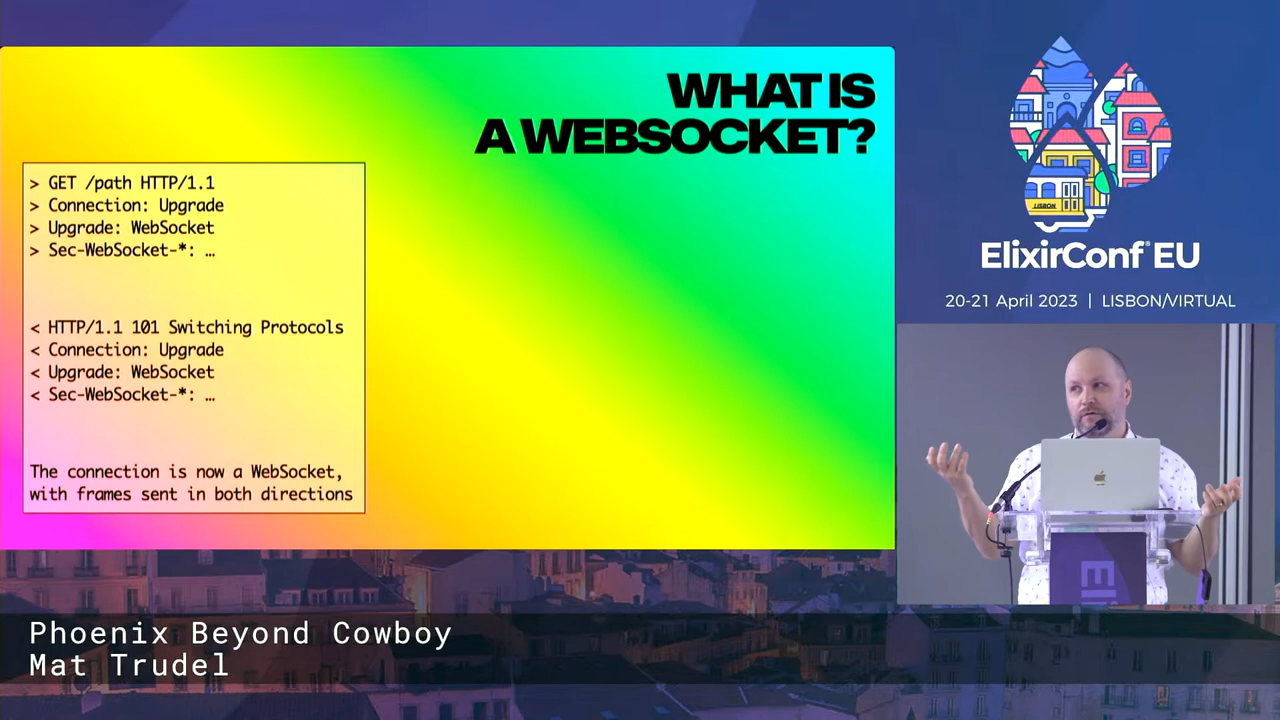 WHAT IS
A WEBSOCKET?
> GET /path HTTP/1.1
> Connection: Upgrade
> Upgrade: WebSocket
> Sec-WebSocket-*: …
< HTTP/1.1 101 Switching Protocols
< Connection: Upgrade
< Upgrade: WebSocket
< Sec-WebSocket-*: …
The connection is now a WebSocket,
with frames sent in both directions
LISBON
ElixirConf® EU
20-21 April 2023 | LISBON/VIRTUAL
Phoenix Beyond Cowboy
Mat Trudel